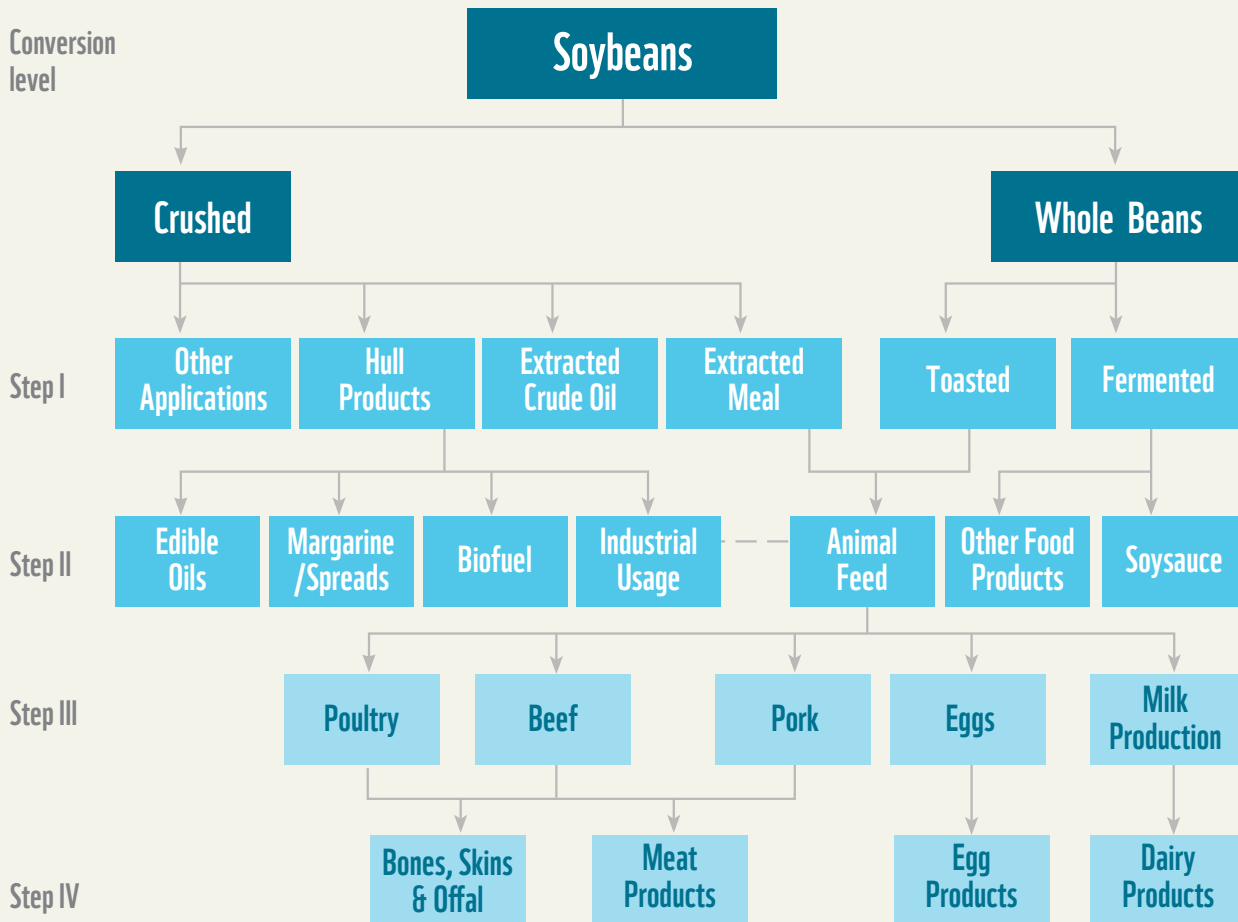 Conversion
level
Soybeans
Crushed
Whole Beans
Step I
Other
Applications
Hull
Products
Extracted
Crude Oil
Extracted
Meal
Toasted
Fermented
Step II
Edible
Oils
Margarine
/Spreads
Biofuel
Industrial
Usage
Animal
Feed
Other Food
Products
Soysauce
Step III
Poultry
Beef
Pork
Eggs
Milk
Production
Step IV
Bones, Skins
& Offal
Meat
Products
Egg
Products
Dairy
Products